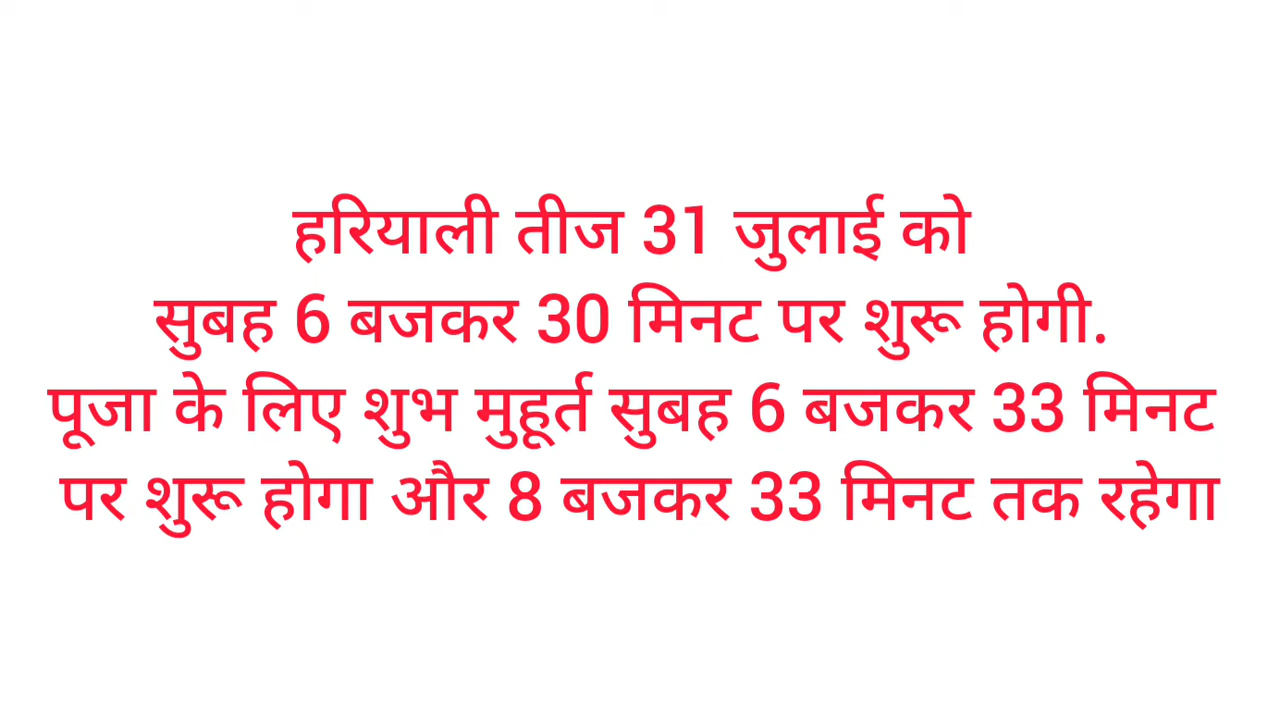 हरियाली तीज 31 जुलाई को
सुबह 6 बजकर 30 मिनट पर शुरू होगी.
पूजा के लिए शुभ मुहूर्त सुबह 6 बजकर 33 मिनट
पर शुरू होगा और 8 बजकर 33 मिनट तक रहेगा